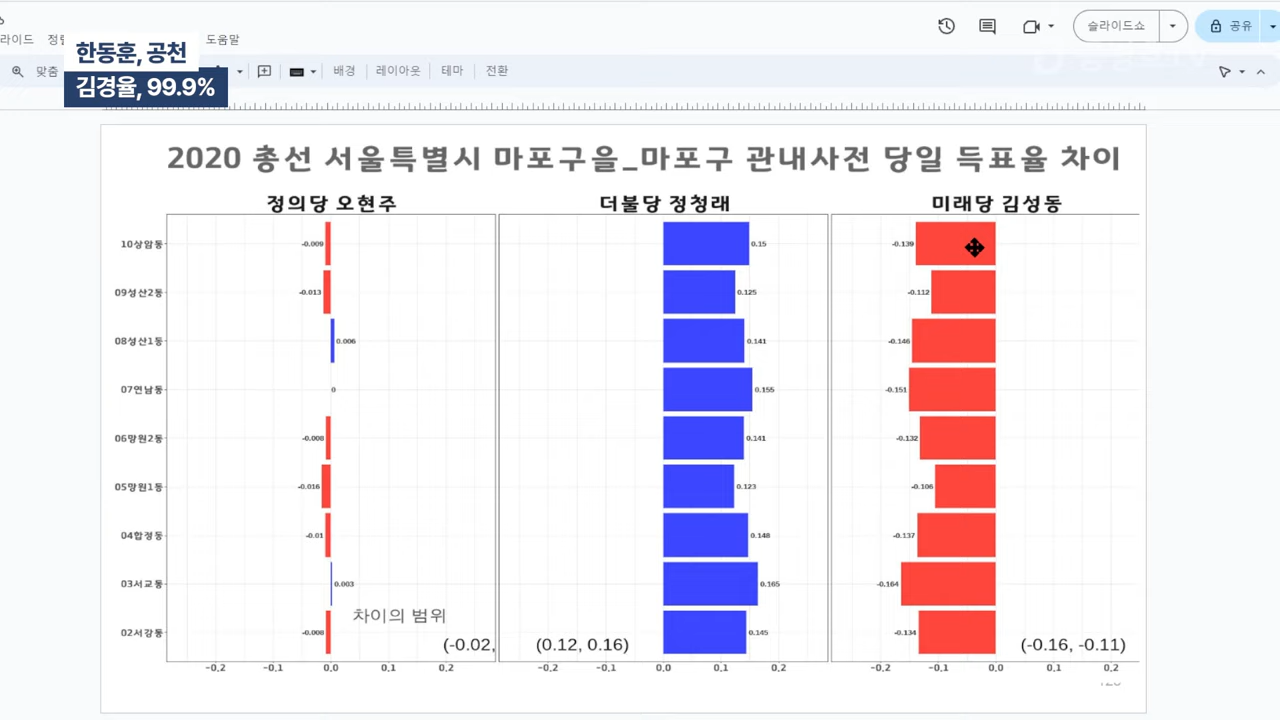 라이드
도움말
한동훈, 공천
김경율, 99.9%
맞춤
배경
레이아웃
테마
전환
슬라이드쇼
공유
2020 총선 서울특별시 마포구을_마포구 관내사전 당일 득표율 차이
정의당 오현주
더불당 정청래
미래당 김성동
10상암동 -0.009 0.15 -0.139
09성산2동 -0.013 0.125 -0.112
08성산1동 0.006 0.141 -0.146
07연남동 0 0.155 -0.151
06망원2동 -0.008 0.141 -0.132
05망원1동 -0.016 0.123 -0.106
04합정동 -0.01 0.148 -0.137
03서교동 0.003 0.165 -0.164
차이의 범위
02서강동 -0.008 0.145 -0.134
(-0.02, (0.12, 0.16) (-0.16, -0.11)
-0.2 -0.1 0.0 0.1 0.2 -0.2 -0.1 0.0 0.1 0.2 -0.2 -0.1 0.0 0.1 0.2